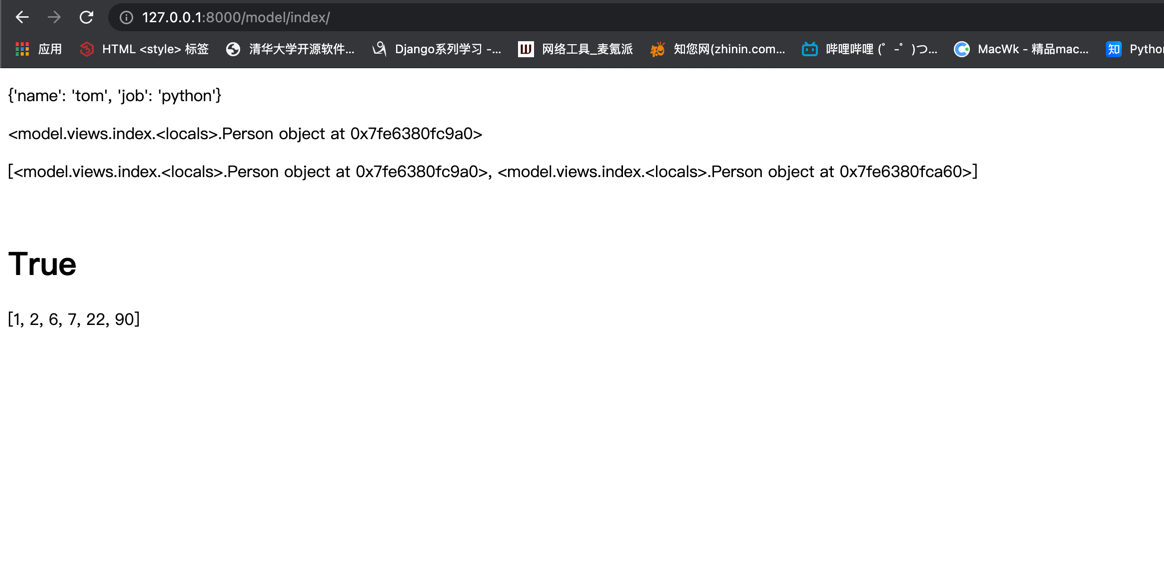 127.0.0.1:8000/model/index/
应用 HTML <style> 标签 清华大学开源软件... Django系列学习 -... 网络工具_麦氪派 知您网(zhinin.com... 哔哩哔哩 (゜-゜)つ... MacWk - 精品mac... Python
{'name': 'tom', 'job': 'python'}
<model.views.index.<locals>.Person object at 0x7fe6380fc9a0>
[<model.views.index.<locals>.Person object at 0x7fe6380fc9a0>, <model.views.index.<locals>.Person object at 0x7fe6380fca60>]
True
[1, 2, 6, 7, 22, 90]